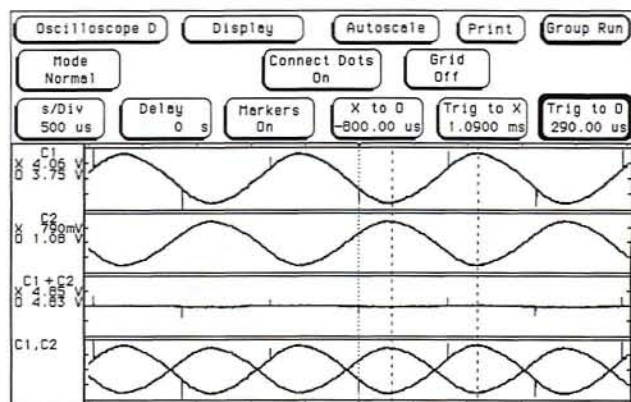 Oscilloscope D Display Autoscale Print Group Run
Mode Connect Dots Grid
Normal On Off
s/Div Delay Markers X to O Trig to X Trig to O
500 us 0 s On -800.00 us 1.0900 ms 290.00 us
C1
X 4.06 V
O 3.75 V
C2
X 790mV
O 1.08 V
C1+C2
X 4.85 V
O 4.83 V
C1,C2